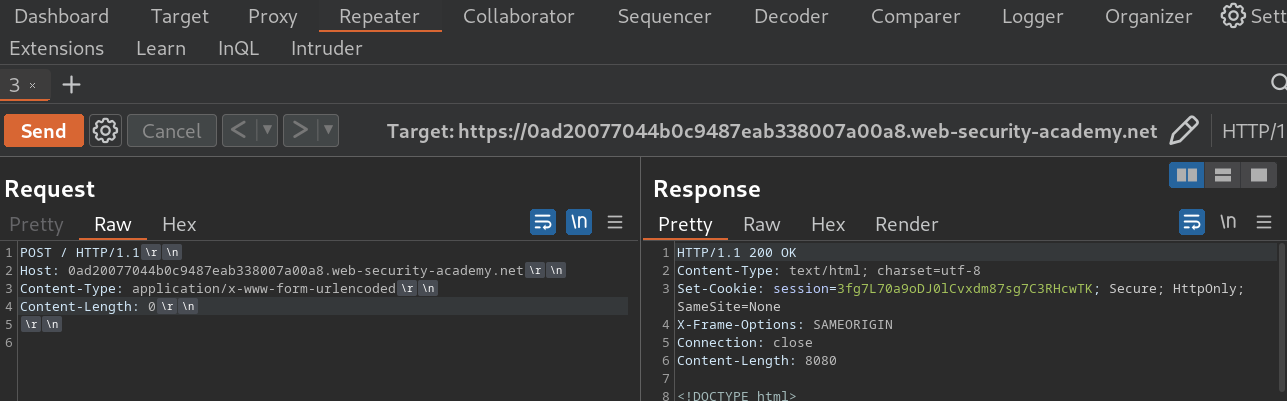 Dashboard Target Proxy Repeater Collaborator Sequencer Decoder Comparer Logger Organizer Sett
Extensions Learn InQL Intruder
3 × +
Send Cancel < > Target: https://0ad20077044b0c9487eab338007a00a8.web-security-academy.net HTTP/1
Request
Pretty Raw Hex \n
1 POST / HTTP/1.1\r\n
2 Host: 0ad20077044b0c9487eab338007a00a8.web-security-academy.net\r\n
3 Content-Type: application/x-www-form-urlencoded\r\n
4 Content-Length: 0\r\n
5 \r\n
6
Response
Pretty Raw Hex Render \n
1 HTTP/1.1 200 OK
2 Content-Type: text/html; charset=utf-8
3 Set-Cookie: session=3fg7L70a9oDJ0lCvxdm87sg7C3RHcwTK; Secure; HttpOnly;
SameSite=None
4 X-Frame-Options: SAMEORIGIN
5 Connection: close
6 Content-Length: 8080
7
8 <!DOCTYPE html>